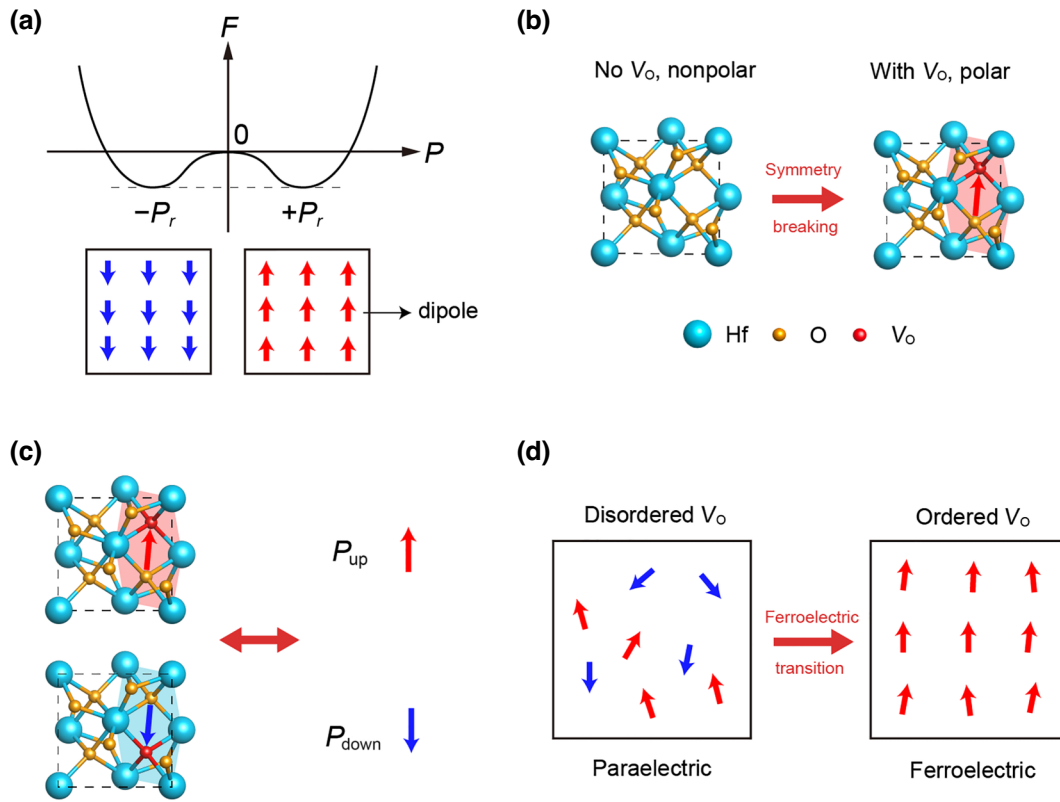 (a)
F
0
P
−Pr
+Pr
dipole
(b)
No VO, nonpolar
With VO, polar
Symmetry
breaking
Hf
O
VO
(c)
Pup
Pdown
(d)
Disordered VO
Ordered VO
Ferroelectric
transition
Paraelectric
Ferroelectric